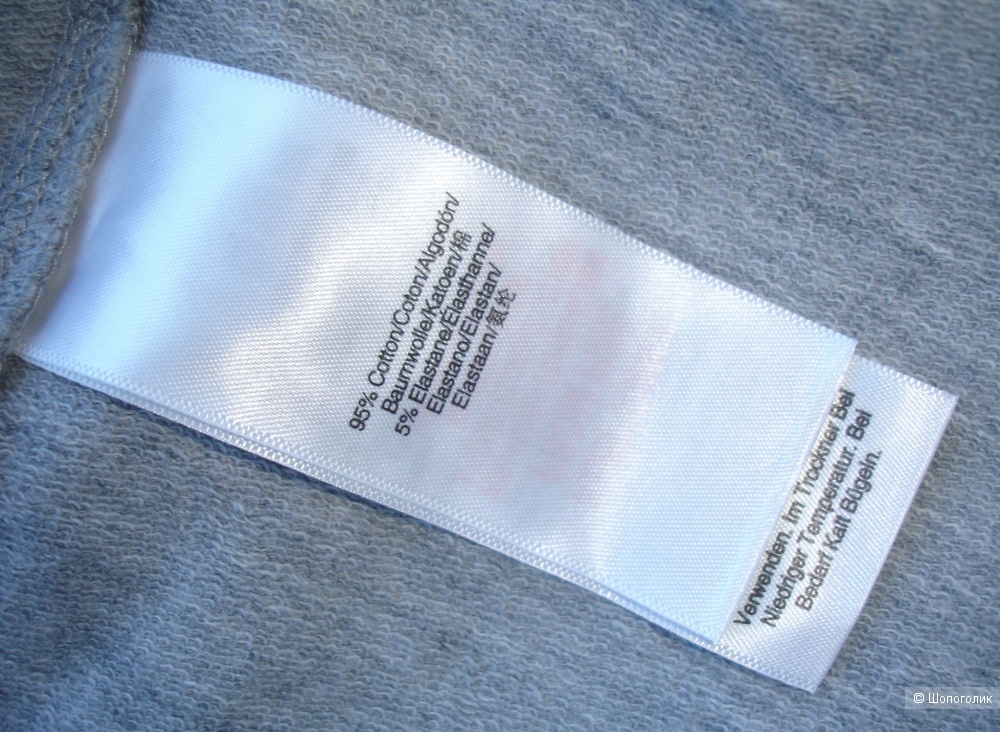 95% Cotton/Coton/Algodón/
Baumwolle/Katoen/棉
5% Elastane/Elasthanne/
Elastano/Elastan/
Elastaan/氨纶
Verwenden. Im Trockner Bei
Niedriger Temperatur. Bei
Bedarf Kalt Bügeln.
© Шопоголик